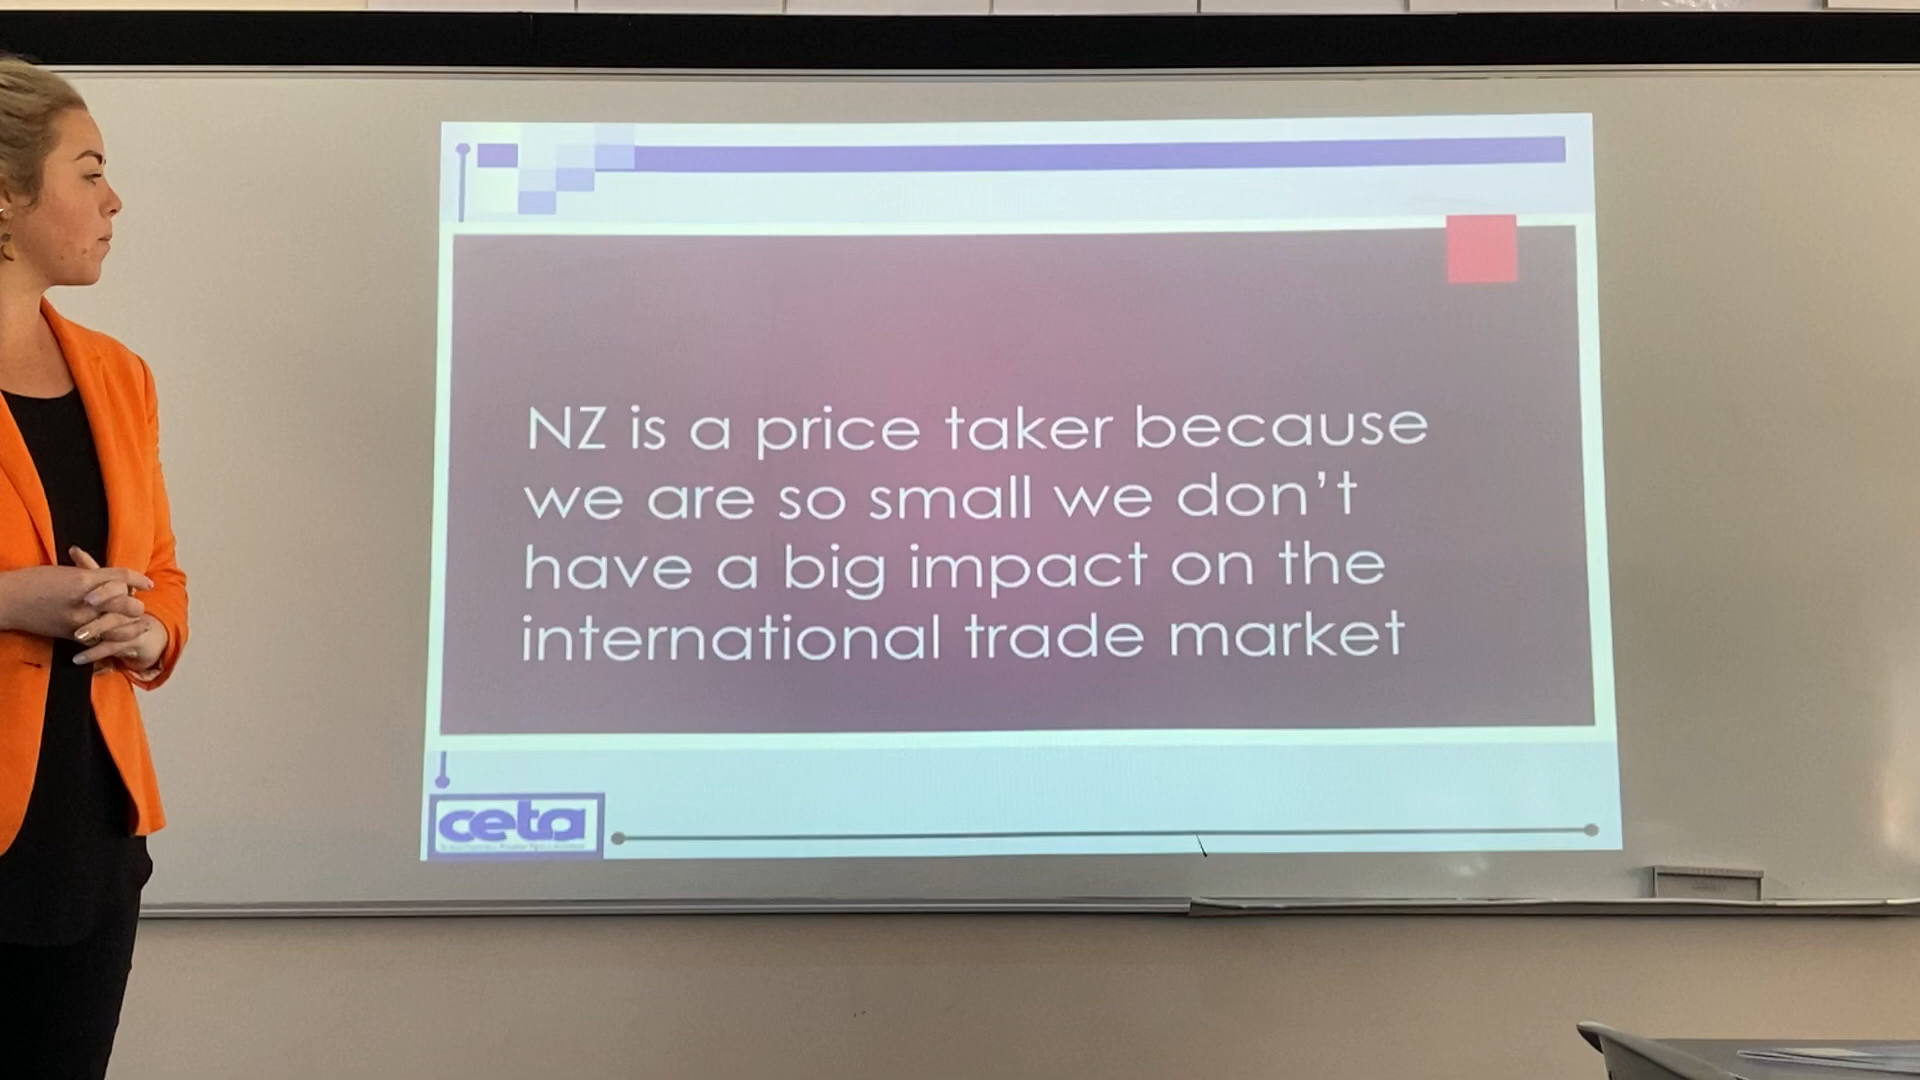 NZ is a price taker because
we are so small we don't
have a big impact on the
international trade market
ceta